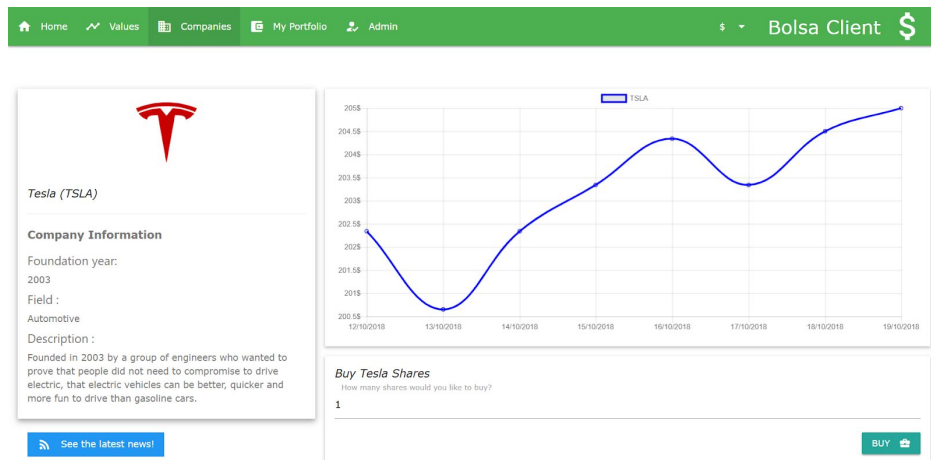 Home Values Companies My Portfolio Admin $ Bolsa Client $
Tesla (TSLA)
Company Information
Foundation year:
2003
Field :
Automotive
Description :
Founded in 2003 by a group of engineers who wanted to
prove that people did not need to compromise to drive
electric, that electric vehicles can be better, quicker and
more fun to drive than gasoline cars.
See the latest news!
TSLA
205$
204.5$
204$
203.5$
203$
202.5$
202$
201.5$
201$
200.5$
12/10/2018 13/10/2018 14/10/2018 15/10/2018 16/10/2018 17/10/2018 18/10/2018 19/10/2018
Buy Tesla Shares
How many shares would you like to buy?
1
BUY